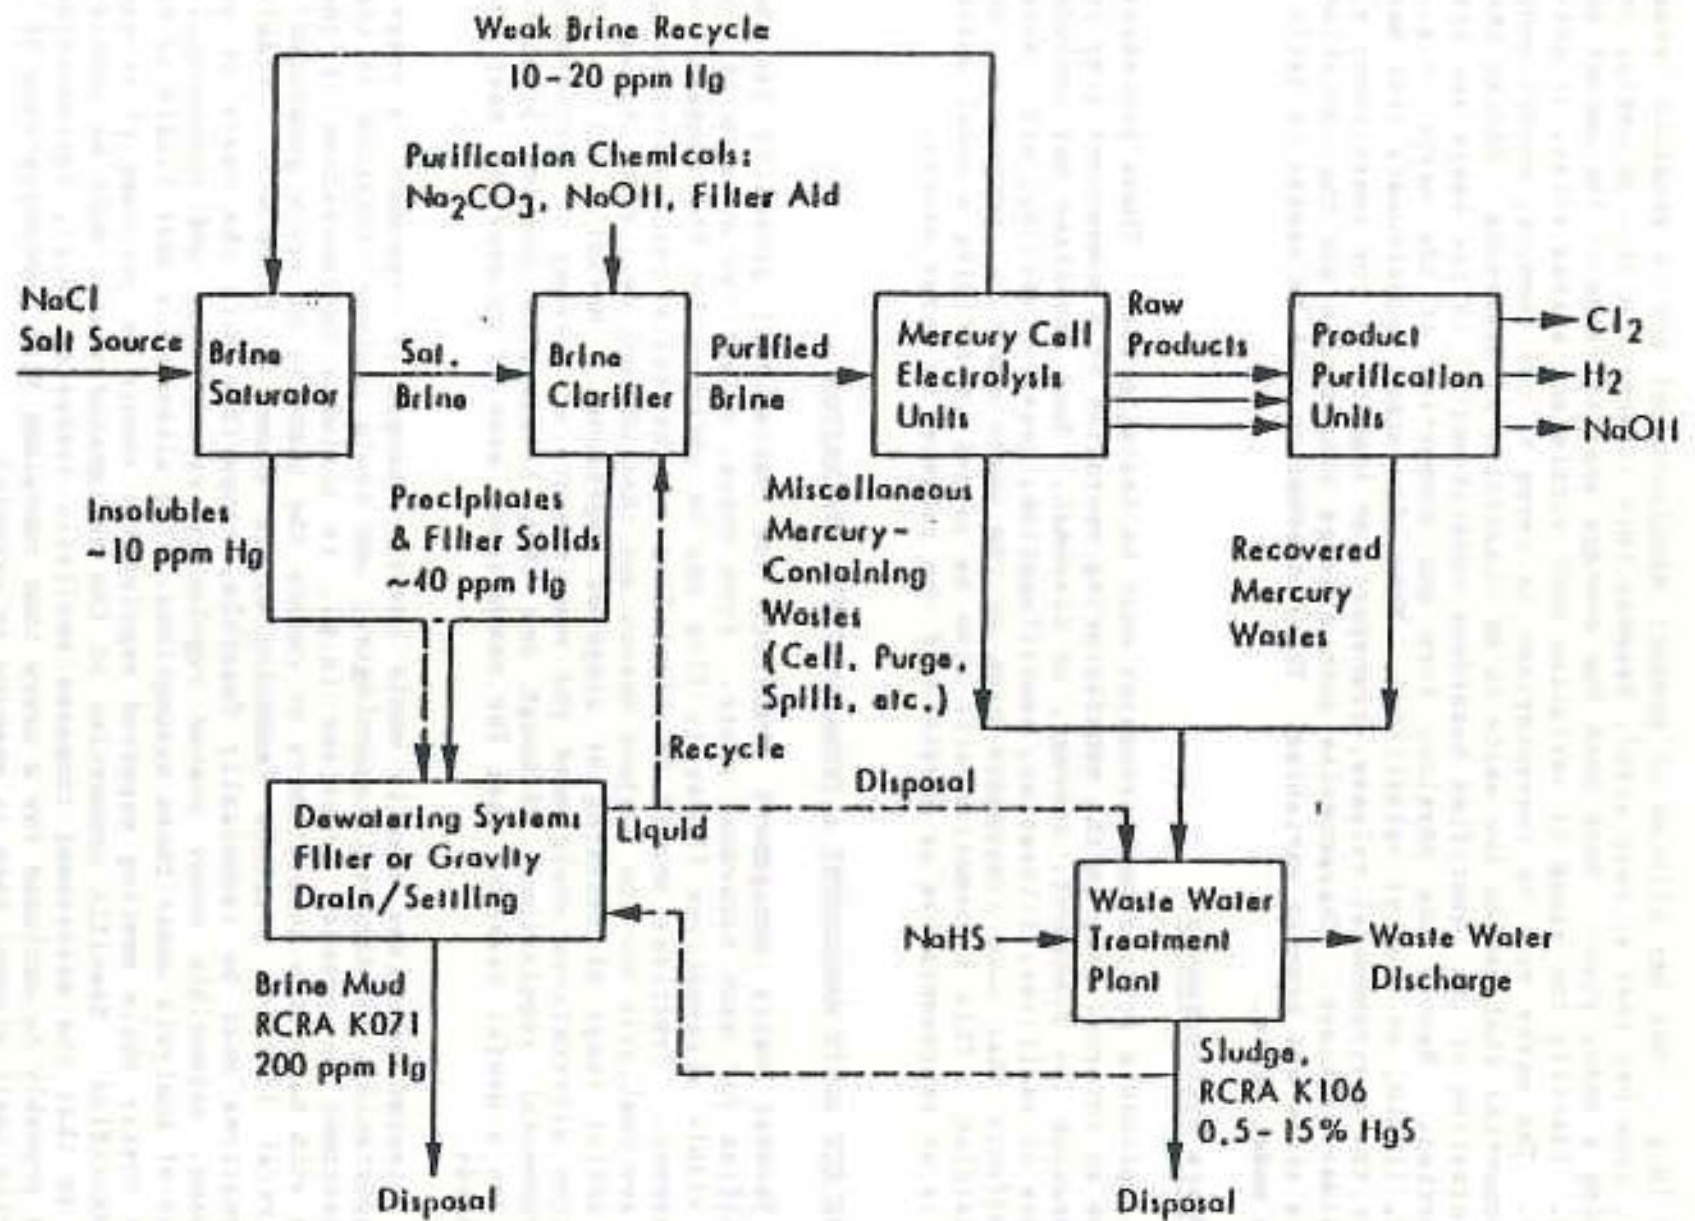 Weak Brine Recycle
10-20 ppm Hg
Purification Chemicals:
Na2CO3, NaOH, Filter Aid
NaCl
Salt Source
Brine
Saturator
Sat.
Brine
Brine
Clarifier
Purified
Brine
Mercury Cell
Electrolysis
Units
Raw
Products
Product
Purification
Units
Cl2
H2
NaOH
Insolubles
~10 ppm Hg
Precipitates
& Filter Solids
~40 ppm Hg
Miscellaneous
Mercury-
Containing
Wastes
(Cell, Purge,
Spills, etc.)
Recovered
Mercury
Wastes
Recycle
Disposal
Liquid
Dewatering Systems
Filter or Gravity
Drain/Settling
NaHS
Waste Water
Treatment
Plant
Waste Water
Discharge
Brine Mud
RCRA K071
200 ppm Hg
Sludge,
RCRA K106
0.5-15% HgS
Disposal
Disposal